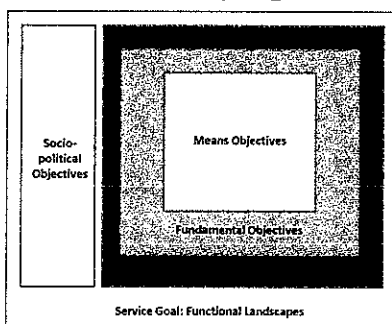 Socio-
political
Objectives
Means Objectives
Fundamental Objectives
Service Goal: Functional Landscapes